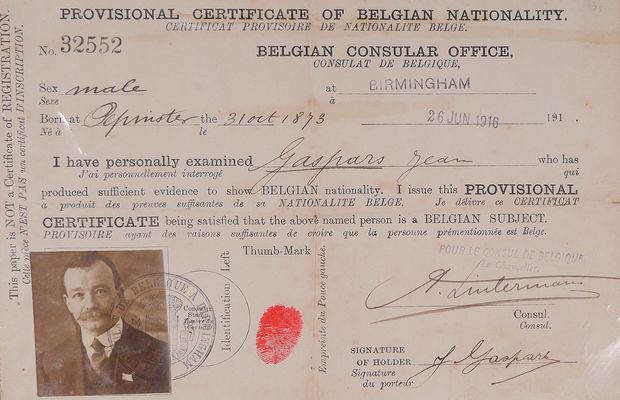 PROVISIONAL CERTIFICATE OF BELGIAN NATIONALITY.
CERTIFICAT PROVISOIRE DE NATIONALITE BELGE.
No. 32552
BELGIAN CONSULAR OFFICE,
CONSULAT DE BELGIQUE,
Sex male at BIRMINGHAM
Sexe à
Born at Pepinster the 31 oct 1873 26 JUN 1916 191 .
Né à le
I have personally examined Gaspars Jean who has
J'ai personnellement interrogé qui
produced sufficient evidence to show BELGIAN nationality. I issue this PROVISIONAL
a produit des preuves suffisantes de sa NATIONALITE BELGE. Je délivre ce CERTIFICAT
CERTIFICATE being satisfied that the above named person is a BELGIAN SUBJECT.
PROVISOIRE ayant des raisons suffisantes de croire que la personne prémentionnée est Belge.
This paper is NOT a Certificate of REGISTRATION.
Cette pièce N'EST PAS un certificat D'INSCRIPTION.
Thumb-Mark
Identification Left
Empreinte du Pouce gauche.
POUR LE CONSUL DE BELGIQUE
Le Chancelier.
A. Linterman
Consul.
Consul.
SIGNATURE
OF HOLDER J Gaspars
Signature
du porteur